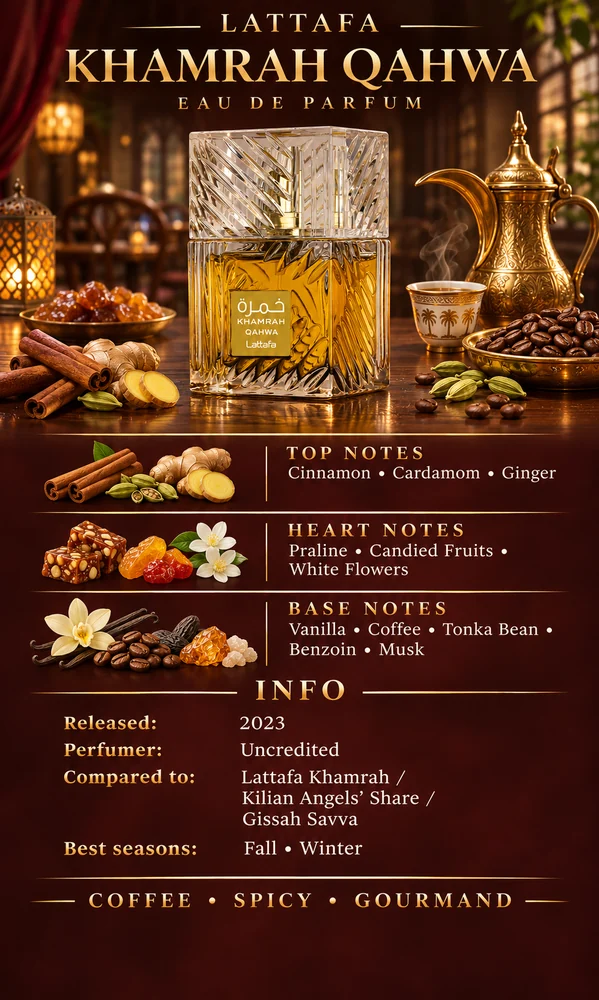 LATTAFA
KHAMRAH QAHWA
EAU DE PARFUM
خمرة
KHAMRAH
QAHWA
Lattafa
TOP NOTES
Cinnamon • Cardamom • Ginger
HEART NOTES
Praline • Candied Fruits •
White Flowers
BASE NOTES
Vanilla • Coffee • Tonka Bean •
Benzoin • Musk
INFO
Released: 2023
Perfumer: Uncredited
Compared to: Lattafa Khamrah /
Kilian Angels’ Share /
Gissah Savva
Best seasons: Fall • Winter
COFFEE • SPICY • GOURMAND